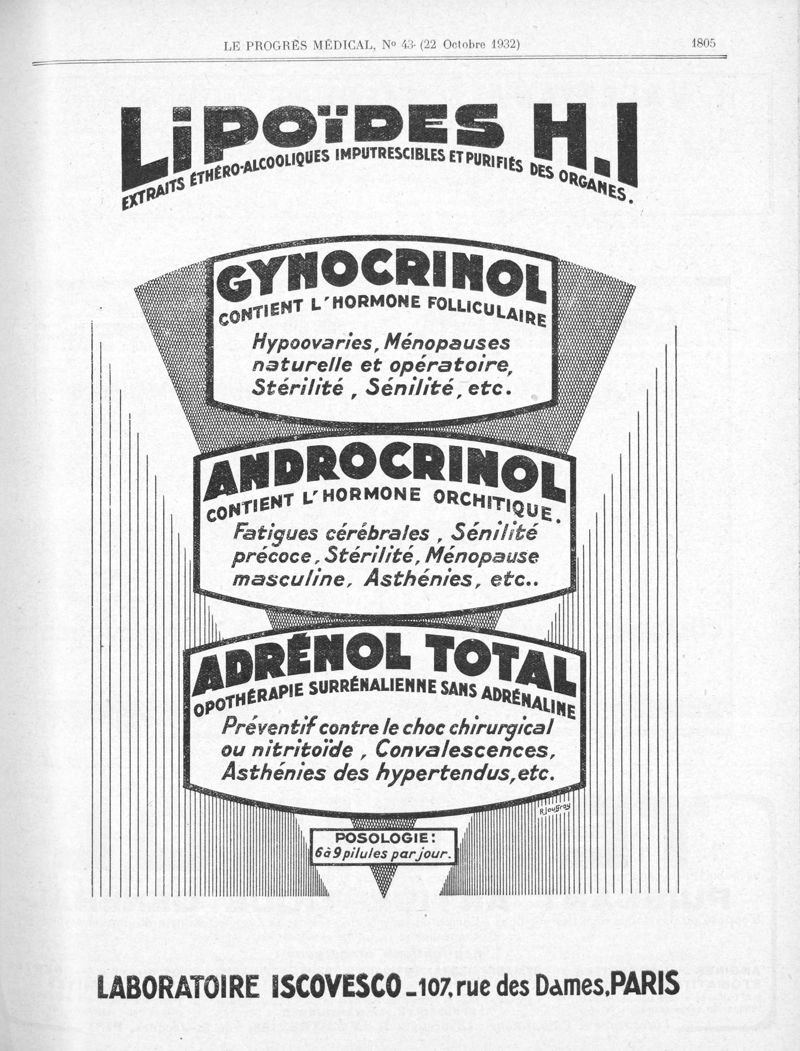 LE PROGRÈS MÉDICAL, No 43- (22 Octobre 1932) 1805
LiPOÏDES H.I
EXTRAITS ÉTHÉRO-ALCOOLIQUES IMPUTRESCIBLES ET PURIFIÉS DES ORGANES.
GYNOCRINOL
CONTIENT L'HORMONE FOLLICULAIRE
Hypoovaries, Ménopauses
naturelle et opératoire,
Stérilité, Sénilité, etc.
ANDROCRINOL
CONTIENT L'HORMONE ORCHITIQUE.
Fatigues cérébrales, Sénilité
précoce, Stérilité, Ménopause
masculine, Asthénies, etc..
ADRÉNOL TOTAL
OPOTHÉRAPIE SURRÉNALIENNE SANS ADRÉNALINE
Préventif contre le choc chirurgical
ou nitritoïde, Convalescences,
Asthénies des hypertendus, etc.
POSOLOGIE:
6 à 9 pilules par jour.
LABORATOIRE ISCOVESCO_107, rue des Dames, PARIS